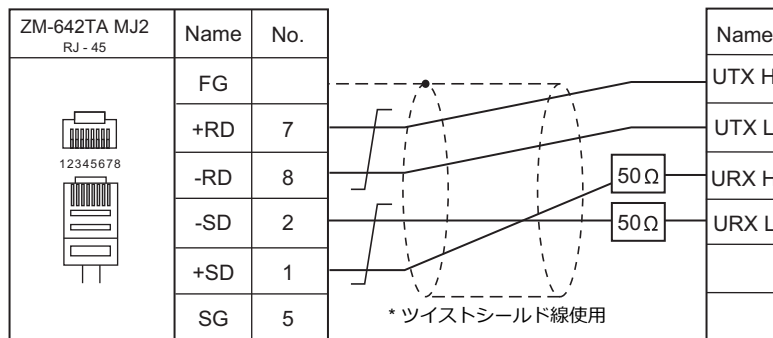 ZM-642TA MJ2 Name No. Name
RJ - 45
FG UTX H
+RD 7 UTX L
12345678
-RD 8 50Ω URX H
-SD 2 50Ω URX L
+SD 1
SG 5
* ツイストシールド線使用